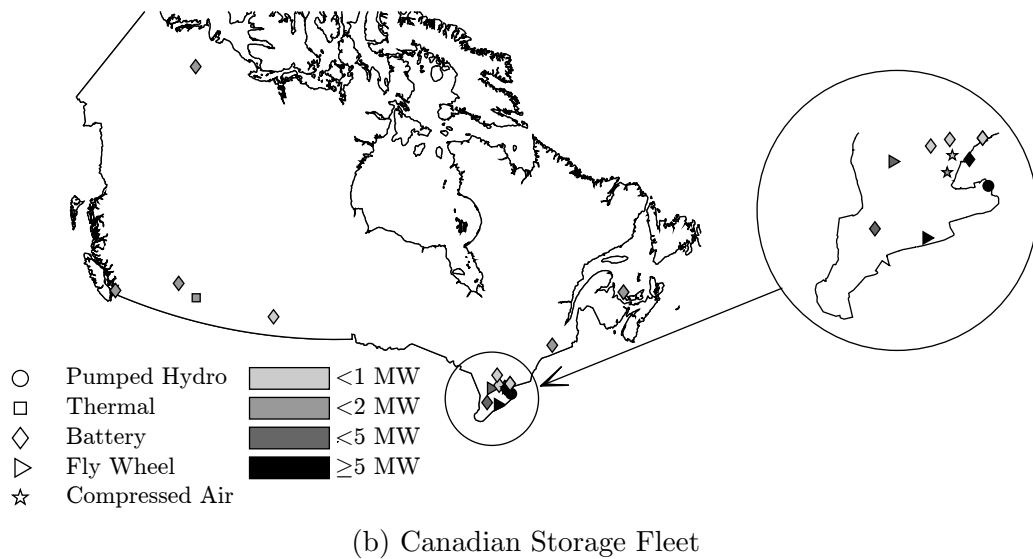 Pumped Hydro <1 MW
Thermal <2 MW
Battery <5 MW
Fly Wheel ≥5 MW
Compressed Air
(b) Canadian Storage Fleet